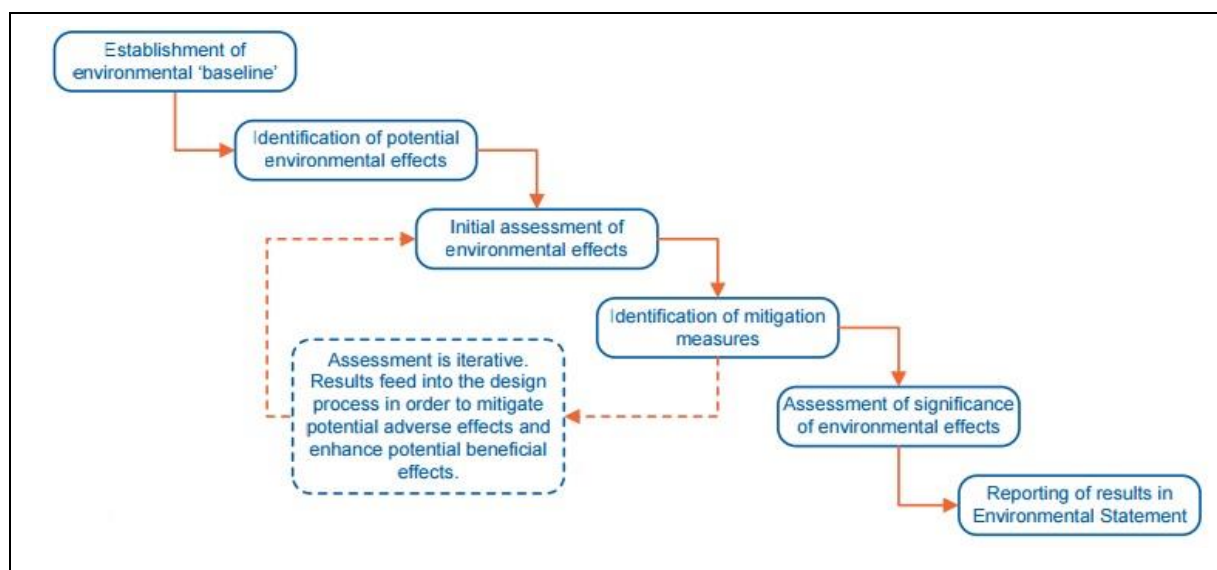 Establishment of
environmental ‘baseline’
Identification of potential
environmental effects
Initial assessment of
environmental effects
Identification of mitigation
measures
Assessment is iterative.
Results feed into the design
process in order to mitigate
potential adverse effects and
enhance potential beneficial
effects.
Assessment of significance
of environmental effects
Reporting of results in
Environmental Statement